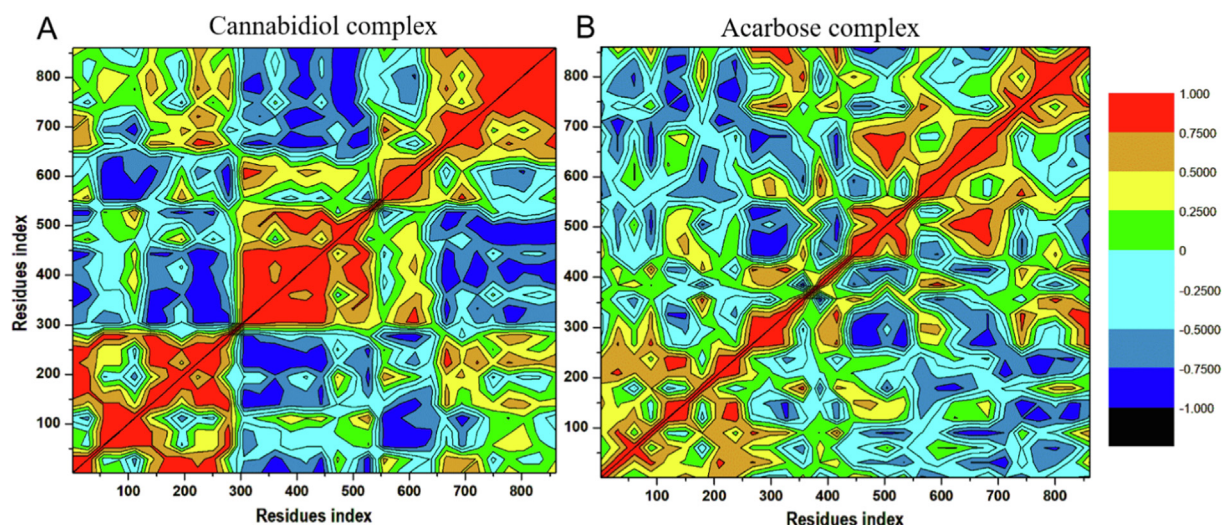 A
Cannabidiol complex
B
Acarbose complex
800
700
600
500
400
300
200
100
100 200 300 400 500 600 700 800
Residues index
Residues index
800
700
600
500
400
300
200
100
100 200 300 400 500 600 700 800
Residues index
Residues index
1.000
0.7500
0.5000
0.2500
0
-0.2500
-0.5000
-0.7500
-1.000